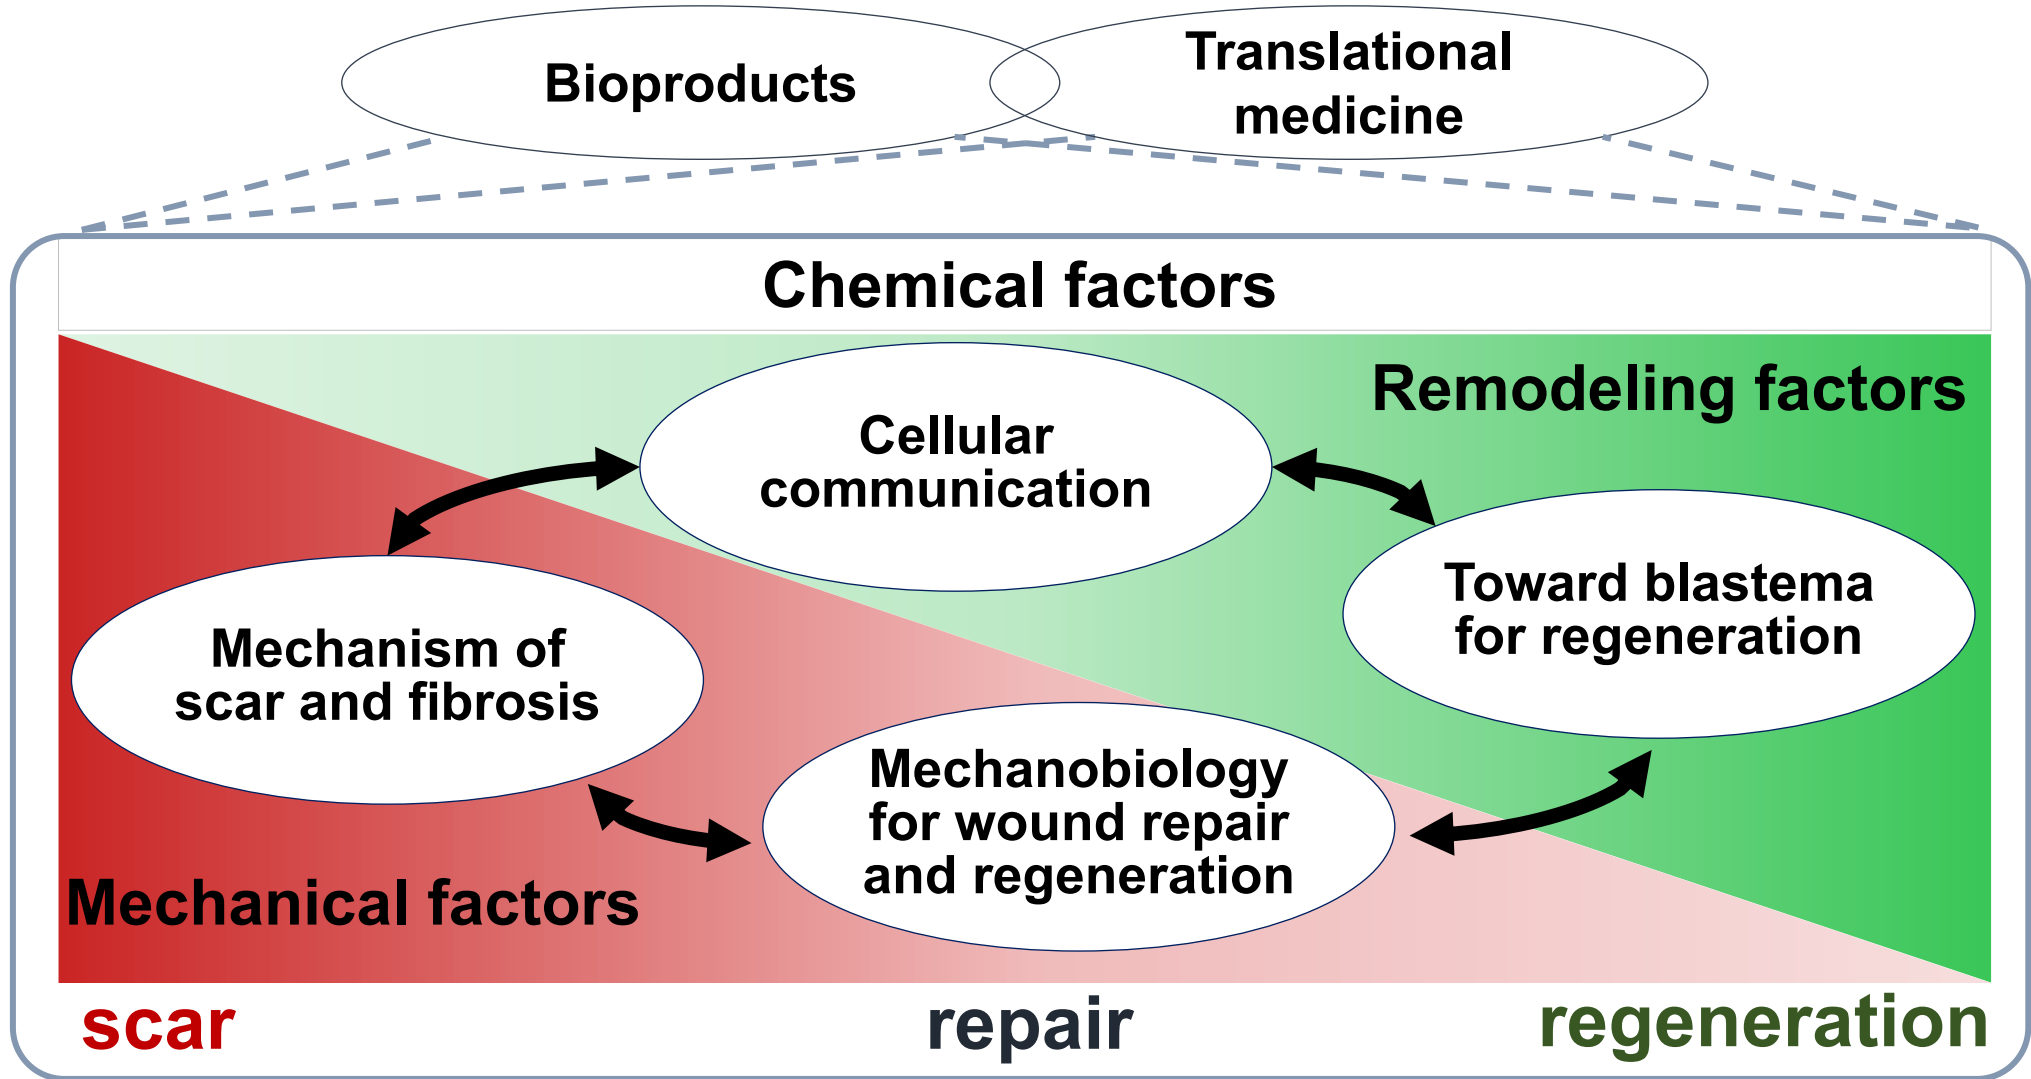 Bioproducts
Translational
medicine
Chemical factors
Remodeling factors
Cellular
communication
Toward blastema
for regeneration
Mechanism of
scar and fibrosis
Mechanobiology
for wound repair
and regeneration
Mechanical factors
scar
repair
regeneration